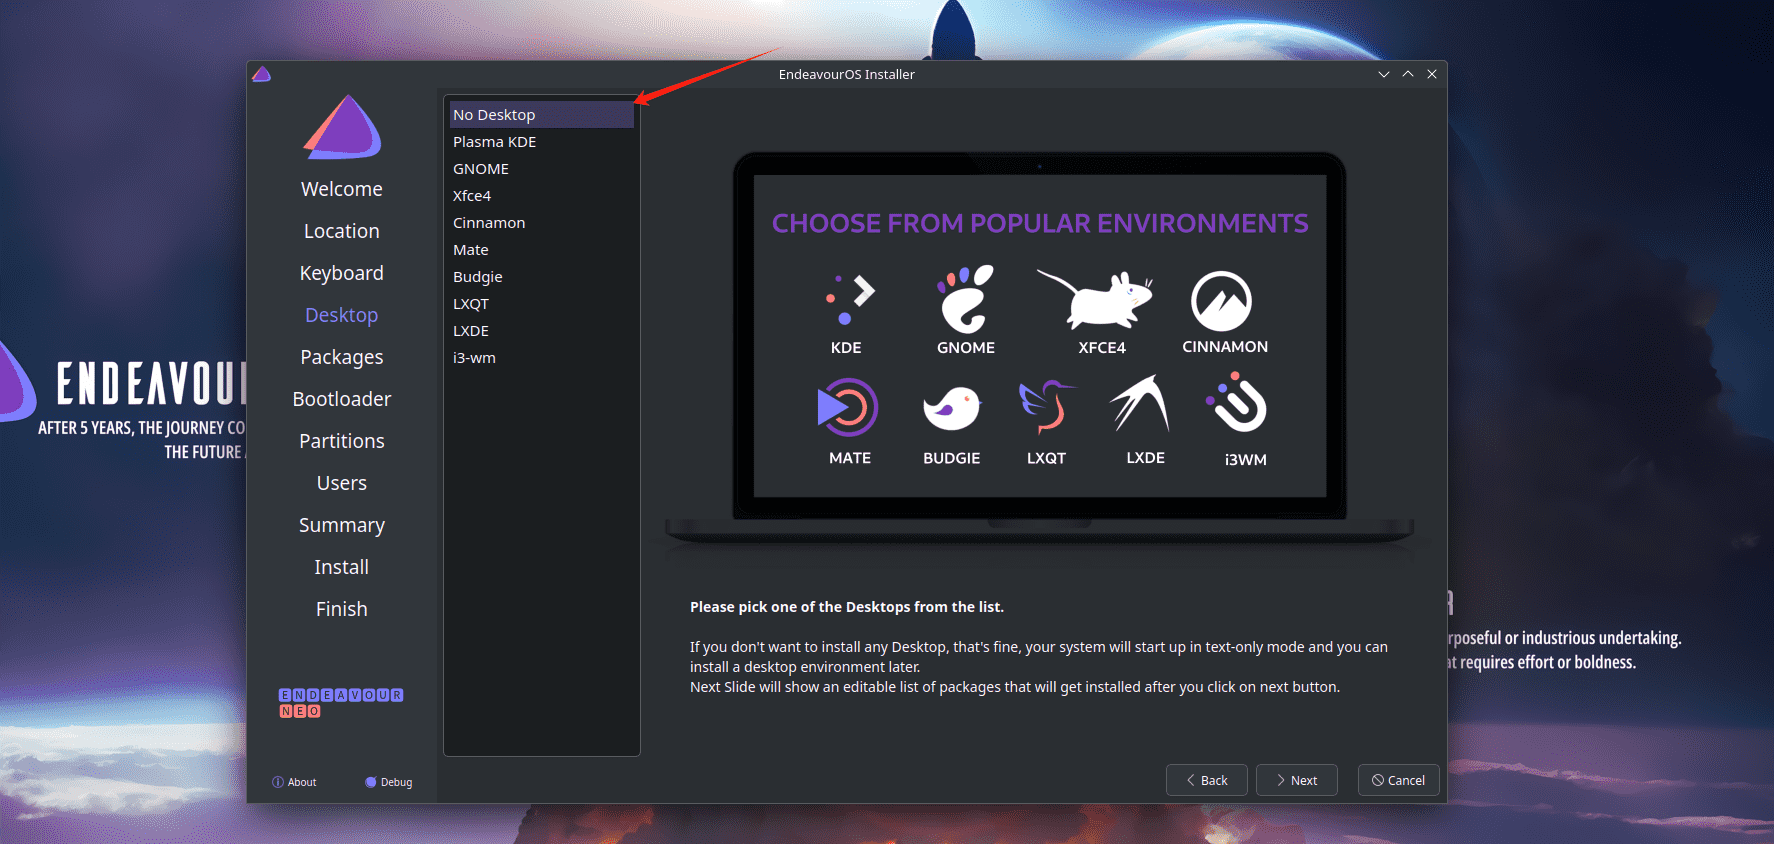 EndeavourOS Installer
Welcome
Location
Keyboard
Desktop
Packages
Bootloader
Partitions
Users
Summary
Install
Finish
ENDEAVOUR
NEO
About
Debug
No Desktop
Plasma KDE
GNOME
Xfce4
Cinnamon
Mate
Budgie
LXQT
LXDE
i3-wm
CHOOSE FROM POPULAR ENVIRONMENTS
KDE GNOME XFCE4 CINNAMON
MATE BUDGIE LXQT LXDE i3WM
Please pick one of the Desktops from the list.
If you don't want to install any Desktop, that's fine, your system will start up in text-only mode and you can
install a desktop environment later.
Next Slide will show an editable list of packages that will get installed after you click on next button.
Back
Next
Cancel
ENDEAVOU
AFTER 5 YEARS, THE JOURNEY CO
THE FUTURE
or industrious undertaking.
requires effort or boldness.